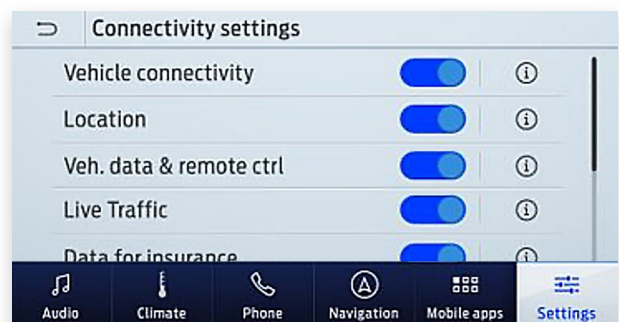 Connectivity settings
Vehicle connectivity
Location
Veh. data & remote ctrl
Live Traffic
Data for insurance
Audio Climate Phone Navigation Mobile apps Settings